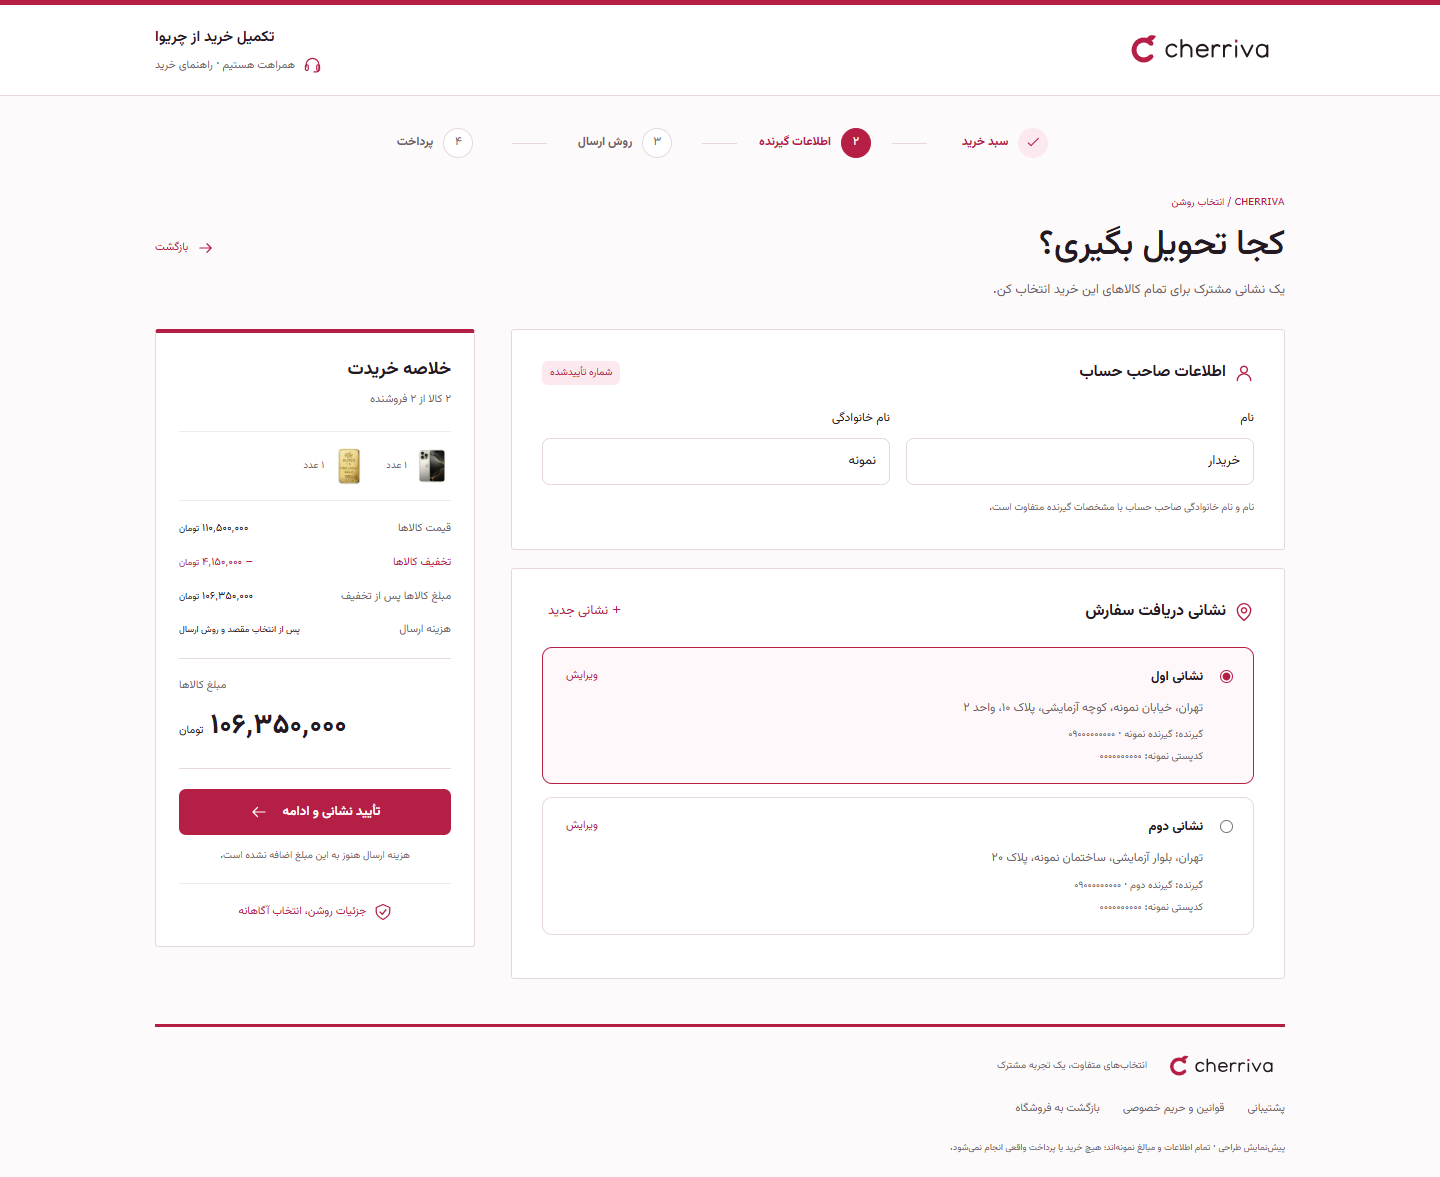 cherriva
تکمیل خرید از چریوا
همراهت هستیم · راهنمای خرید
سبد خرید
۲ اطلاعات گیرنده
۳ روش ارسال
۴ پرداخت
CHERRIVA / انتخاب روشن
کجا تحویل بگیری؟
بازگشت
یک نشانی مشترک برای تمام کالاهای این خرید انتخاب کن.
اطلاعات صاحب حساب
شماره تأییدشده
نام
نام خانوادگی
خریدار
نمونه
نام و نام خانوادگی صاحب حساب با مشخصات گیرنده متفاوت است.
نشانی دریافت سفارش
+ نشانی جدید
نشانی اول
ویرایش
تهران، خیابان نمونه، کوچه آزمایشی، پلاک ۱۰، واحد ۲
گیرنده: گیرنده نمونه · ۰۹۰۰۰۰۰۰۰۰۰
کدپستی نمونه: ۰۰۰۰۰۰۰۰۰۰
نشانی دوم
ویرایش
تهران، بلوار آزمایشی، ساختمان نمونه، پلاک ۲۰
گیرنده: گیرنده دوم · ۰۹۰۰۰۰۰۰۰۰۰
کدپستی نمونه: ۰۰۰۰۰۰۰۰۰۰
خلاصه خریدت
۲ کالا از ۲ فروشنده
۱ عدد
۱ عدد
قیمت کالاها ۱۱۰,۵۰۰,۰۰۰ تومان
تخفیف کالاها − ۴,۱۵۰,۰۰۰ تومان
مبلغ کالاها پس از تخفیف ۱۰۶,۳۵۰,۰۰۰ تومان
هزینه ارسال پس از انتخاب مقصد و روش ارسال
مبلغ کالاها
۱۰۶,۳۵۰,۰۰۰ تومان
تأیید نشانی و ادامه
هزینه ارسال هنوز به این مبلغ اضافه نشده است.
جزئیات روشن، انتخاب آگاهانه
cherriva
انتخاب‌های متفاوت، یک تجربه مشترک
پشتیبانی
قوانین و حریم خصوصی
بازگشت به فروشگاه
پیش‌نمایش طراحی · تمام اطلاعات و مبالغ نمونه‌اند؛ هیچ خرید یا پرداخت واقعی انجام نمی‌شود.